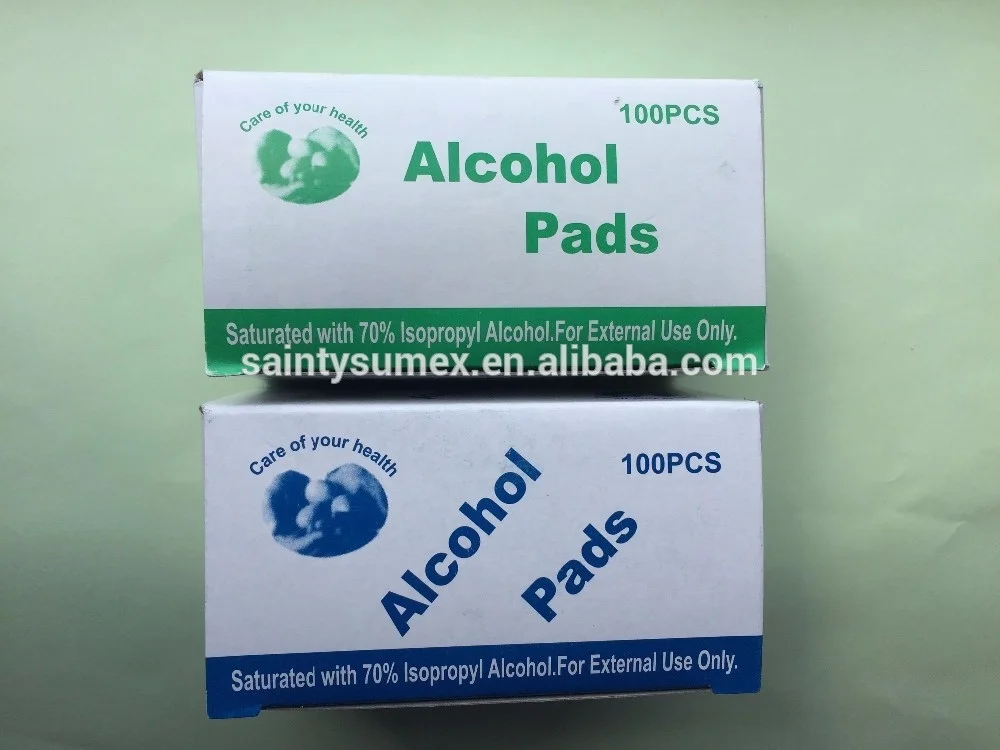 Care of your health
100PCS
Alcohol
Pads
Saturated with 70% Isopropyl Alcohol.For External Use Only.
saintysumex.en.alibaba.com
Care of your health
100PCS
Alcohol
Pads
Saturated with 70% Isopropyl Alcohol.For External Use Only.